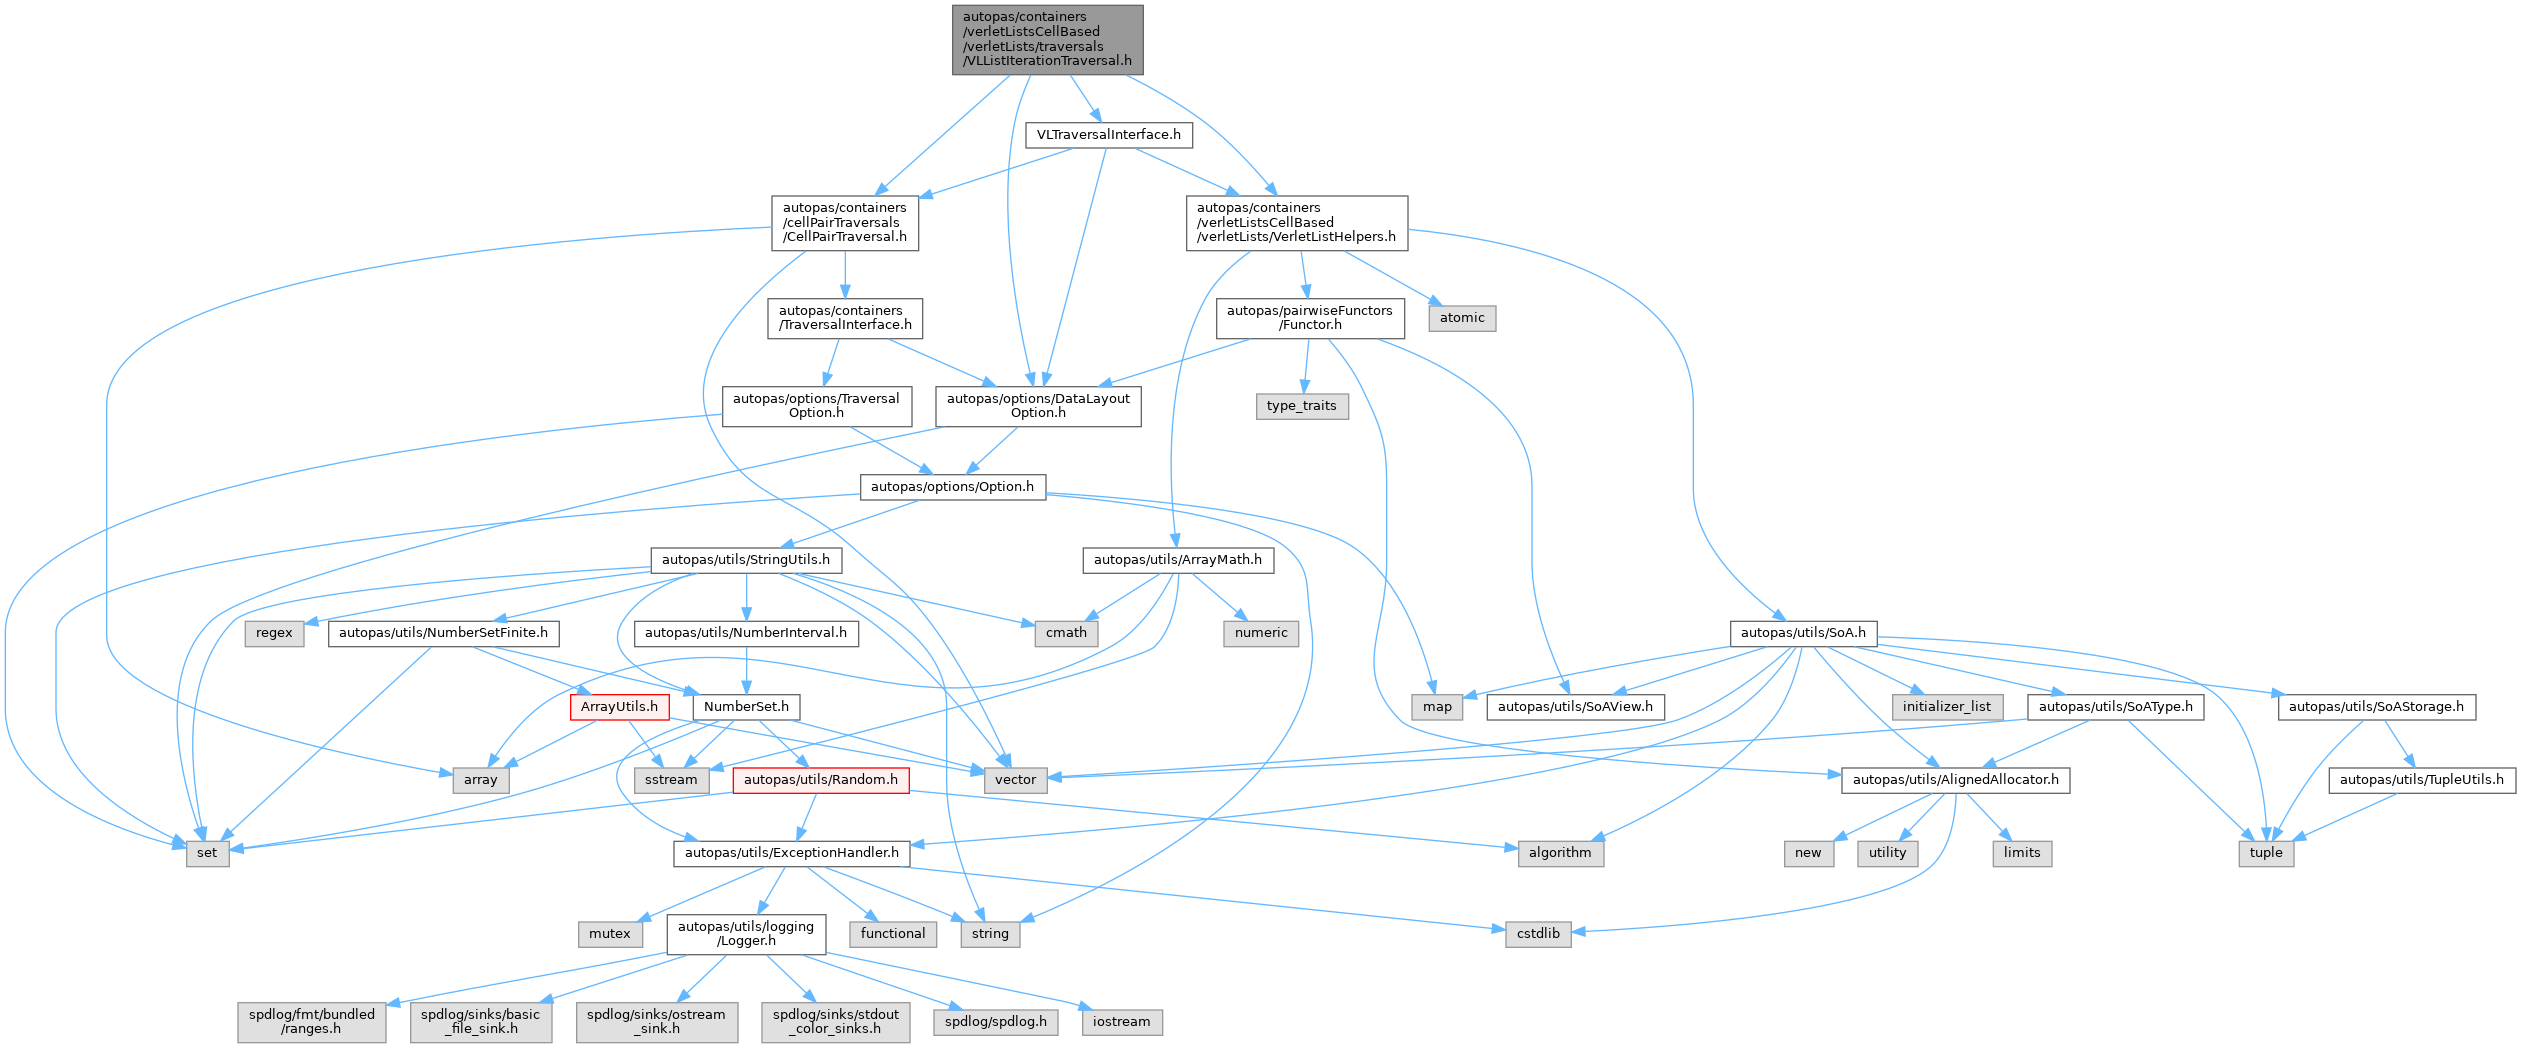 autopas/containers
/verletListsCellBased
/verletLists/traversals
/VLListIterationTraversal.h
VLTraversalInterface.h
autopas/containers
/cellPairTraversals
/CellPairTraversal.h
autopas/containers
/verletListsCellBased
/verletLists/VerletListHelpers.h
autopas/containers
/TraversalInterface.h
autopas/pairwiseFunctors
/Functor.h
atomic
autopas/options/Traversal
Option.h
autopas/options/DataLayout
Option.h
type_traits
autopas/options/Option.h
autopas/utils/StringUtils.h
autopas/utils/ArrayMath.h
regex
autopas/utils/NumberSetFinite.h
autopas/utils/NumberInterval.h
cmath
numeric
autopas/utils/SoA.h
ArrayUtils.h
NumberSet.h
map
autopas/utils/SoAView.h
initializer_list
autopas/utils/SoAType.h
autopas/utils/SoAStorage.h
array
sstream
autopas/utils/Random.h
vector
autopas/utils/AlignedAllocator.h
autopas/utils/TupleUtils.h
set
autopas/utils/ExceptionHandler.h
algorithm
new
utility
limits
tuple
mutex
autopas/utils/logging
/Logger.h
functional
string
cstdlib
spdlog/fmt/bundled
/ranges.h
spdlog/sinks/basic
_file_sink.h
spdlog/sinks/ostream
_sink.h
spdlog/sinks/stdout
_color_sinks.h
spdlog/spdlog.h
iostream